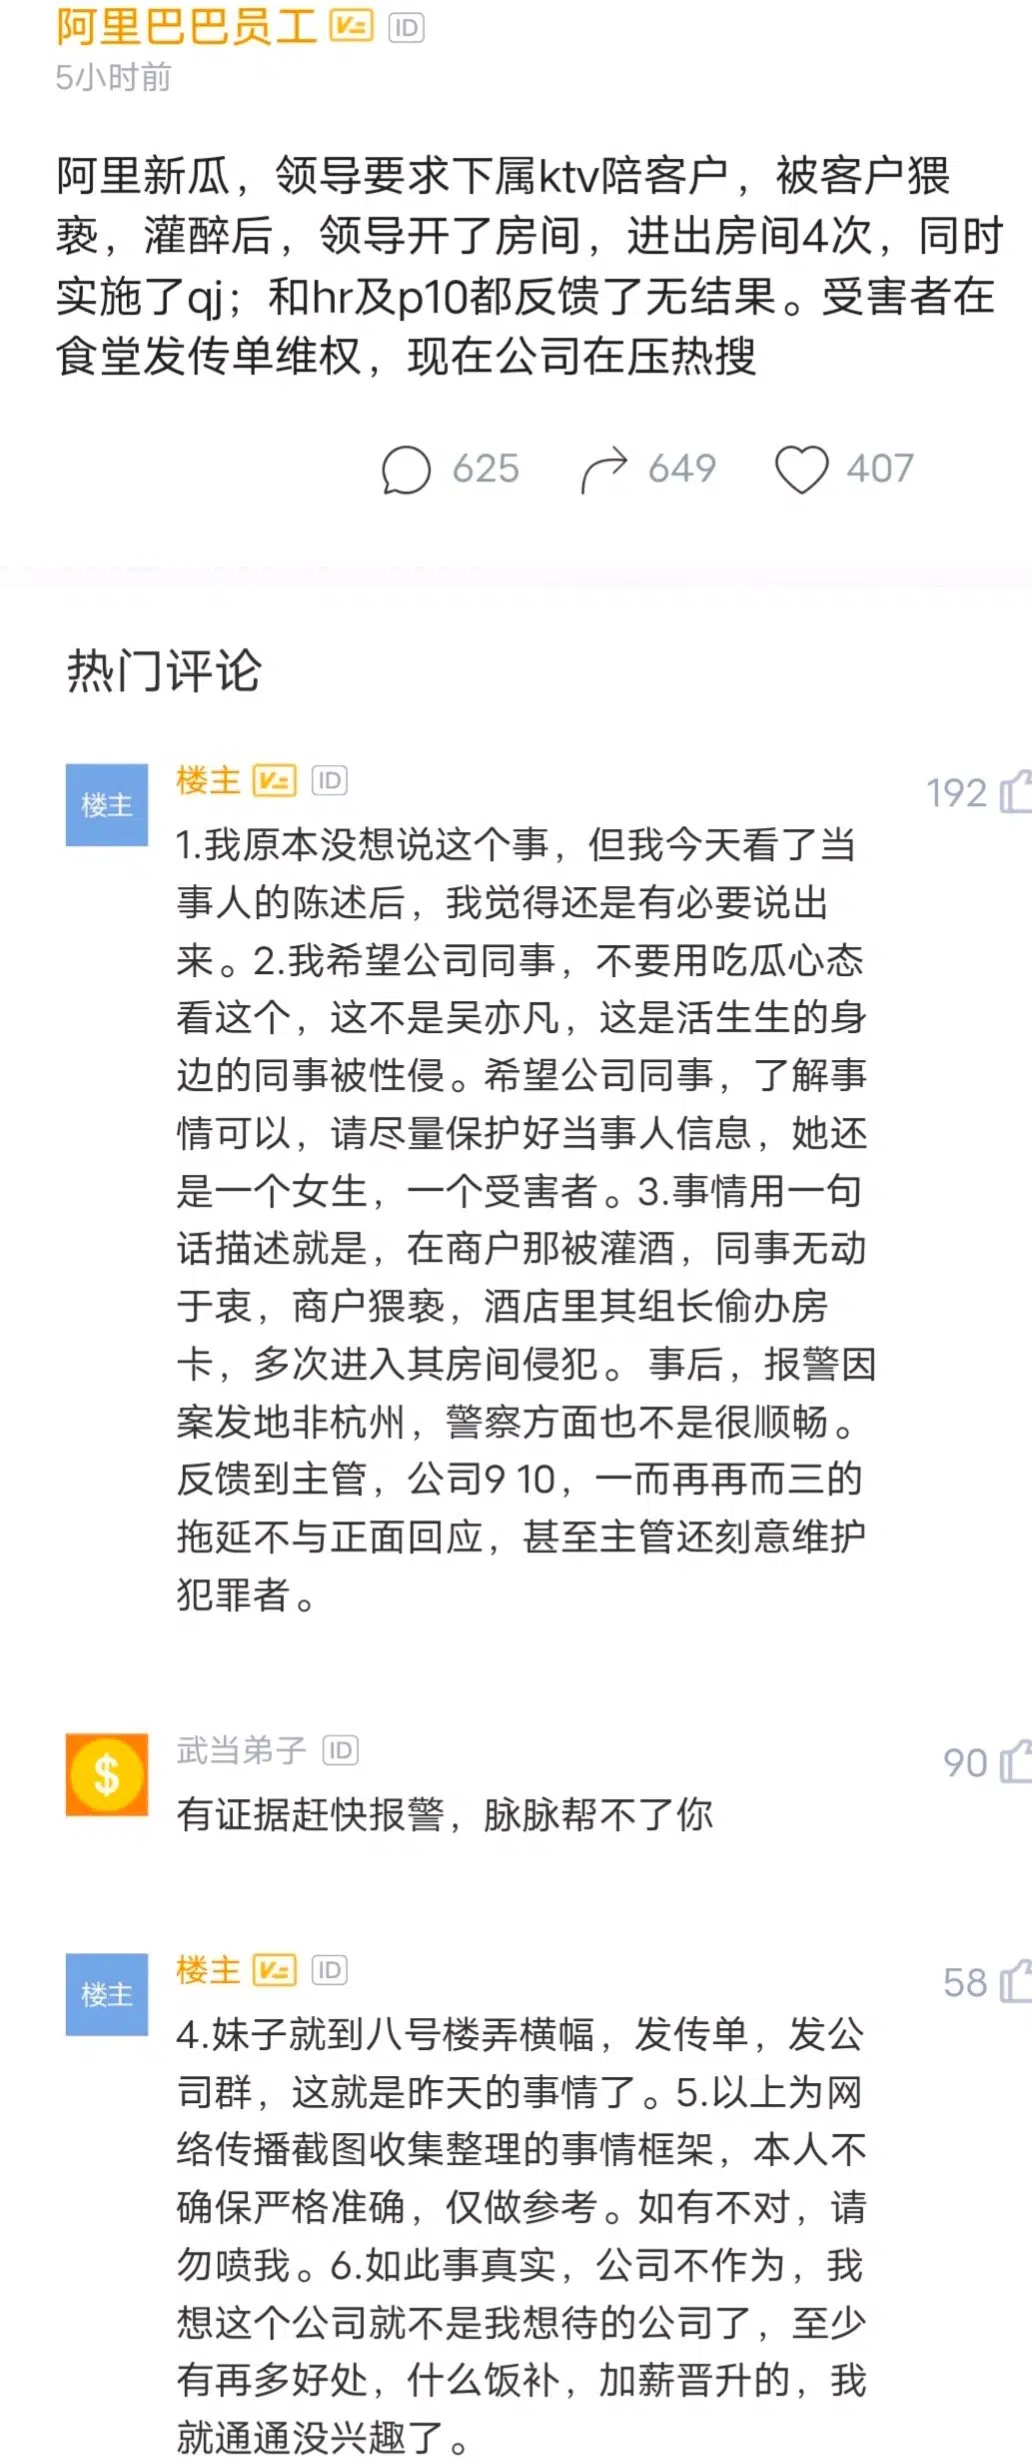 阿里巴巴员工 V= ID
5小时前
阿里新瓜，领导要求下属ktv陪客户，被客户猥
亵，灌醉后，领导开了房间，进出房间4次，同时
实施了qj；和hr及p10都反馈了无结果。受害者在
食堂发传单维权，现在公司在压热搜
625 649 407
热门评论
楼主
楼主 V= ID
192
1.我原本没想说这个事，但我今天看了当
事人的陈述后，我觉得还是有必要说出
来。2.我希望公司同事，不要用吃瓜心态
看这个，这不是吴亦凡，这是活生生的身
边的同事被性侵。希望公司同事，了解事
情可以，请尽量保护好当事人信息，她还
是一个女生，一个受害者。3.事情用一句
话描述就是，在商户那被灌酒，同事无动
于衷，商户猥亵，酒店里其组长偷办房
卡，多次进入其房间侵犯。事后，报警因
案发地非杭州，警察方面也不是很顺畅。
反馈到主管，公司9 10，一而再再而三的
拖延不与正面回应，甚至主管还刻意维护
犯罪者。
$
武当弟子 ID
90
有证据赶快报警，脉脉帮不了你
楼主
楼主 V= ID
58
4.妹子就到八号楼弄横幅，发传单，发公
司群，这就是昨天的事情了。5.以上为网
络传播截图收集整理的事情框架，本人不
确保严格准确，仅做参考。如有不对，请
勿喷我。6.如此事真实，公司不作为，我
想这个公司就不是我想待的公司了，至少
有再多好处，什么饭补，加薪晋升的，我
就通通没兴趣了。